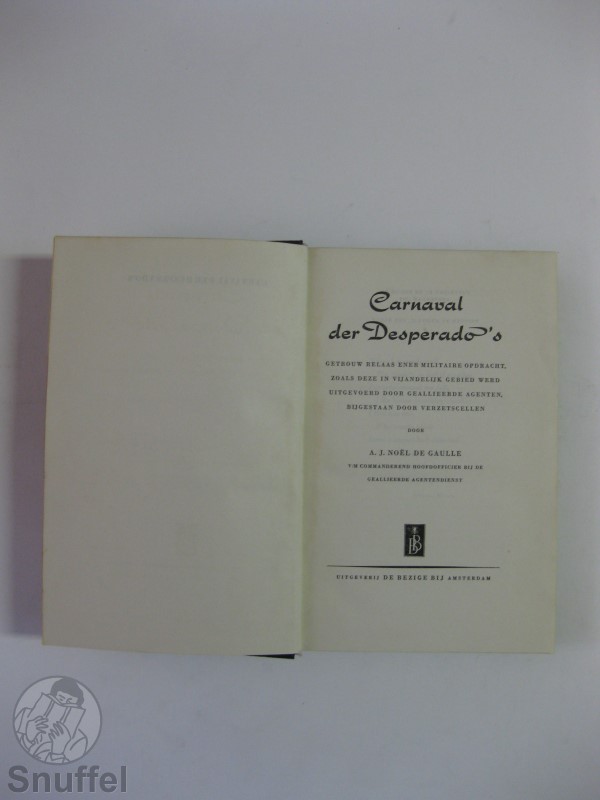 Carnaval
der Desperado's
GETROUW RELAAS ENER MILITAIRE OPDRACHT,
ZOALS DEZE IN VIJANDELIJK GEBIED WERD
UITGEVOERD DOOR GEALLIEERDE AGENTEN,
BIJGESTAAN DOOR VERZETSCELLEN
DOOR
A. J. NOËL DE GAULLE
V/M COMMANDEREND HOOFDOFFICIER BIJ DE
GEALLIEERDE AGENTENDIENST
BB
UITGEVERIJ DE BEZIGE BIJ AMSTERDAM
Snuffel